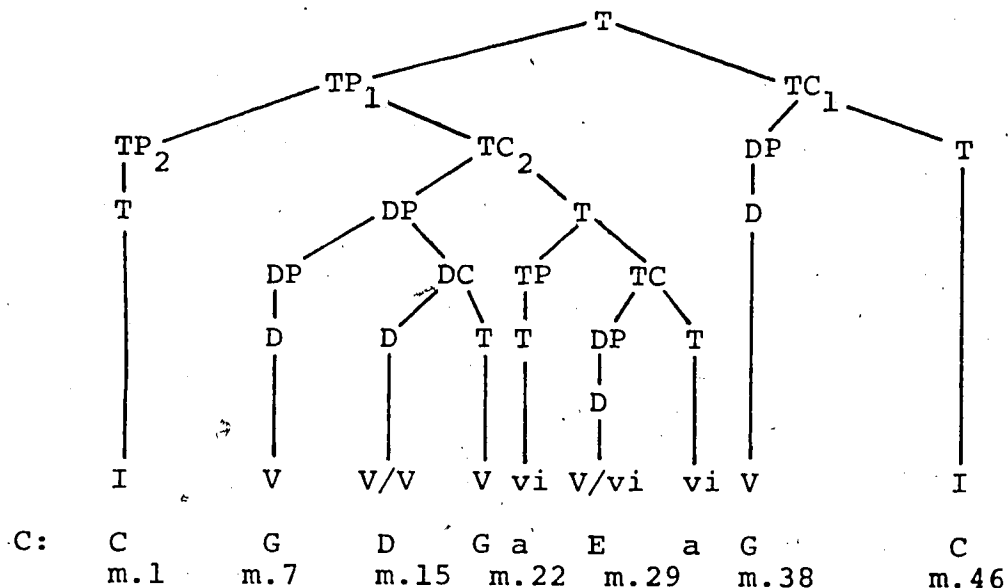 T
TP₁ TC₁
TP₂ TC₂ DP T
T DP T D
DP DC TP TC
D D T T DP T
D
I V V/V V vi V/vi vi V I
C: C G D G a E a G C
m.1 m.7 m.15 m.22 m.29 m.38 m.46